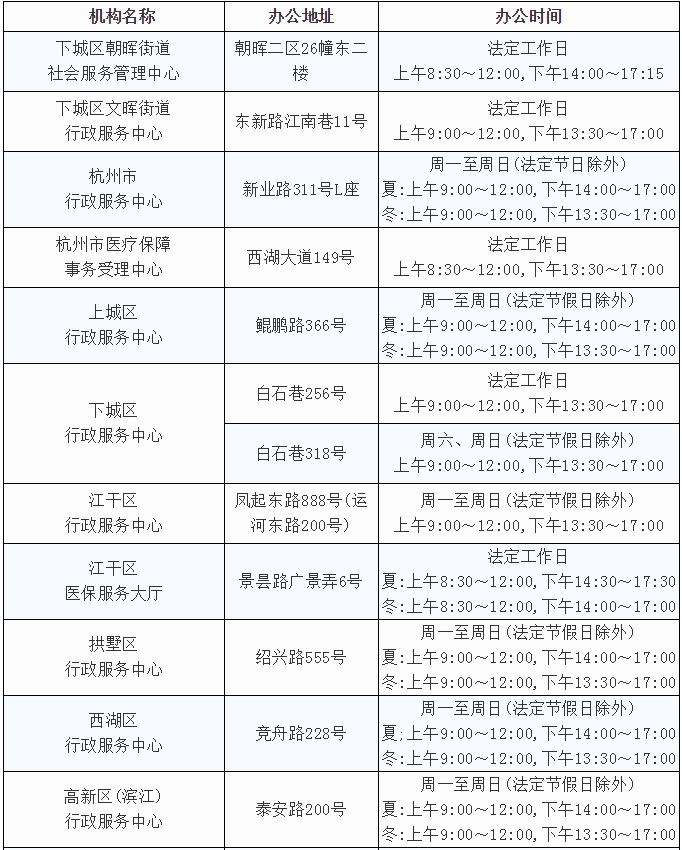 机构名称 办公地址 办公时间
下城区朝晖街道
社会服务管理中心
朝晖二区26幢东二
楼
法定工作日
上午8:30～12:00,下午14:00～17:15
下城区文晖街道
行政服务中心
东新路江南巷11号
法定工作日
上午9:00～12:00,下午13:30～17:00
杭州市
行政服务中心
新业路311号L座
周一至周日(法定节日除外)
夏:上午9:00～12:00,下午14:00～17:00
冬:上午9:00～12:00,下午13:30～17:00
杭州市医疗保障
事务受理中心
西湖大道149号
法定工作日
上午8:30～12:00,下午13:30～17:00
上城区
行政服务中心
鲲鹏路366号
周一至周日(法定节假日除外)
夏:上午9:00～12:00,下午14:00～17:00
冬:上午9:00～12:00,下午13:30～17:00
下城区
行政服务中心
白石巷256号
法定工作日
上午9:00～12:00,下午13:30～17:00
白石巷318号
周六、周日(法定节假日除外)
上午9:00～12:00,下午13:30～17:00
江干区
行政服务中心
凤起东路888号(运
河东路200号)
周一至周日(法定节假日除外)
上午9:00～12:00,下午13:30～17:00
江干区
医保服务大厅
景昙路广景弄6号
法定工作日
夏:上午8:30～12:00,下午14:30～17:30
冬:上午8:30～12:00,下午14:00～17:00
拱墅区
行政服务中心
绍兴路555号
周一至周日(法定节假日除外)
夏:上午9:00～12:00,下午14:00～17:00
冬:上午9:00～12:00,下午13:30～17:00
西湖区
行政服务中心
竞舟路228号
周一至周日(法定节假日除外)
夏;上午9:00～12:00,下午14:00～17:00
冬:上午9:00～12:00,下午13:30～17:00
高新区(滨江)
行政服务中心
泰安路200号
周一至周日(法定节假日除外)
夏:上午9:00～12:00,下午14:00～17:00
冬:上午9:00～12:00,下午13:30～17:00